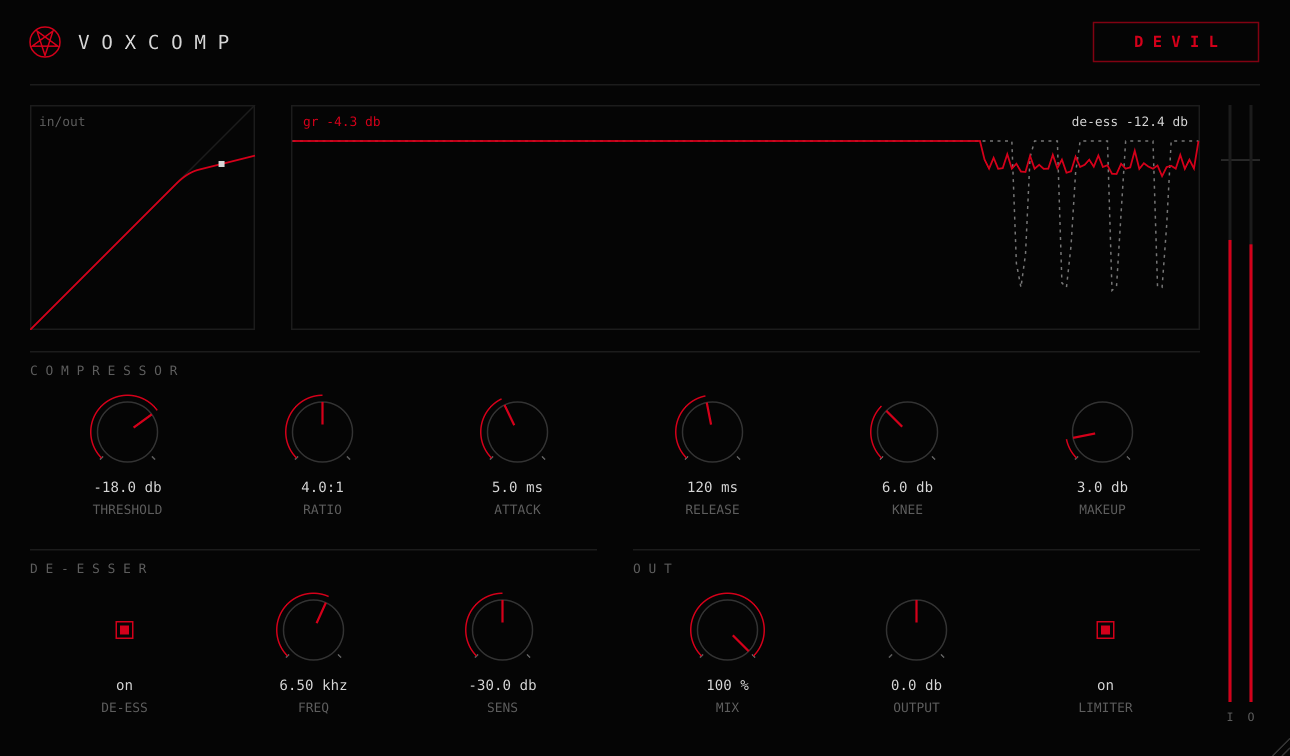 VOXCOMP
DEVIL
in/out
gr -4.3 db
de-ess -12.4 db
COMPRESSOR
-18.0 db
4.0:1
5.0 ms
120 ms
6.0 db
3.0 db
THRESHOLD
RATIO
ATTACK
RELEASE
KNEE
MAKEUP
DE-ESSER
OUT
on
6.50 khz
-30.0 db
100 %
0.0 db
on
DE-ESS
FREQ
SENS
MIX
OUTPUT
LIMITER
I O